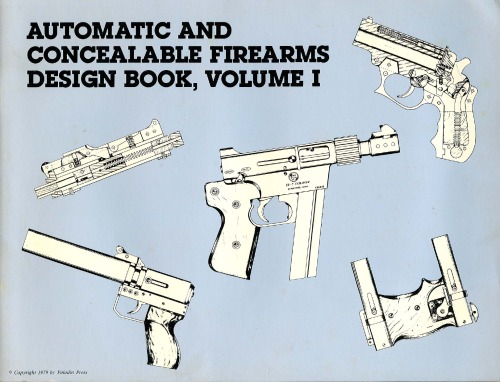 AUTOMATIC AND
CONCEALABLE FIREARMS
DESIGN BOOK, VOLUME I
© Copyright 1979 by Paladin Press